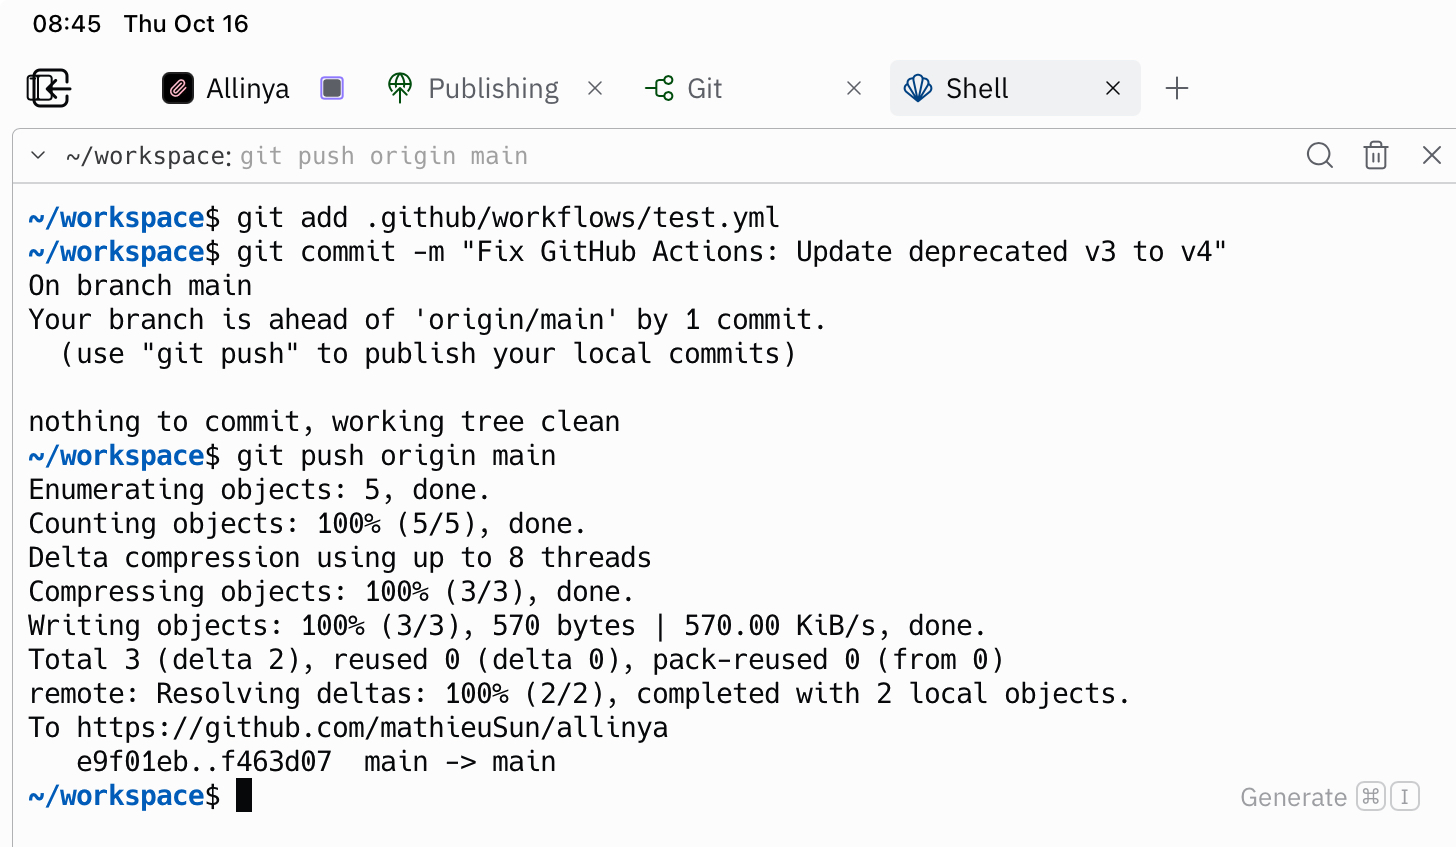 08:45 Thu Oct 16
Allinya Publishing Git Shell
~/workspace: git push origin main
~/workspace$ git add .github/workflows/test.yml
~/workspace$ git commit -m "Fix GitHub Actions: Update deprecated v3 to v4"
On branch main
Your branch is ahead of 'origin/main' by 1 commit.
  (use "git push" to publish your local commits)

nothing to commit, working tree clean
~/workspace$ git push origin main
Enumerating objects: 5, done.
Counting objects: 100% (5/5), done.
Delta compression using up to 8 threads
Compressing objects: 100% (3/3), done.
Writing objects: 100% (3/3), 570 bytes | 570.00 KiB/s, done.
Total 3 (delta 2), reused 0 (delta 0), pack-reused 0 (from 0)
remote: Resolving deltas: 100% (2/2), completed with 2 local objects.
To https://github.com/mathieuSun/allinya
   e9f01eb..f463d07  main -> main
~/workspace$
Generate ⌘ I